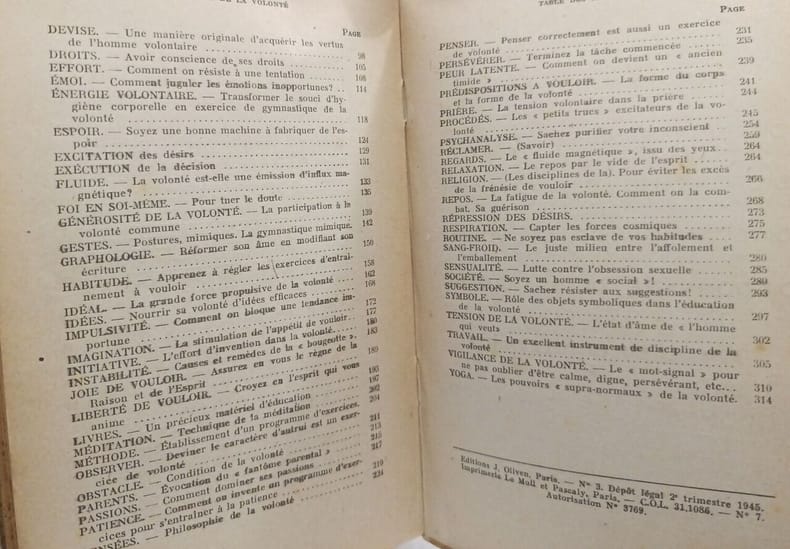 DE LA VOLONTÉ
PAGE
DEVISE. — Une manière originale d'acquérir les vertus
de l'homme volontaire 98
DROITS. — Avoir conscience de ses droits 105
EFFORT. — Comment on résiste à une tentation 108
ÉMOI. — Comment juguler les émotions inopportunes? .. 114
ÉNERGIE VOLONTAIRE. — Transformer le souci d'hy-
giène corporelle en exercice de gymnastique de la
volonté 118
ESPOIR. — Soyez une bonne machine à fabriquer de l'es-
poir 124
EXCITATION des désirs 129
EXÉCUTION de la décision 131
FLUIDE. — La volonté est-elle une émission d'influx ma-
gnétique? 133
FOI EN SOI-MÊME. — Pour tuer le doute 135
GÉNÉROSITÉ DE LA VOLONTÉ. — La participation à la
volonté commune 139
GESTES. — Postures, mimiques. La gymnastique mimique. 142
GRAPHOLOGIE. — Réformer son âme en modifiant son
écriture 150
HABITUDE. — Apprenez à régler les exercices d'entraî-
nement à vouloir 158
IDÉAL. — La grande force propulsive de la volonté 162
IDÉES. — Nourrir sa volonté d'idées efficaces 168
IMPULSIVITÉ. — Comment on bloque une tendance im-
portune 172
IMAGINATION. — La stimulation de l'appétit de vouloir. 177
INITIATIVE. — L'effort d'invention dans la volonté 180
INSTABILITÉ. — Causes et remèdes de la « bougeotte ». 183
JOIE DE VOULOIR. — Assurez en vous le règne de la
Raison et de l'Esprit 189
LIBERTÉ DE VOULOIR. — Croyez en l'esprit qui vous
anime 193
LIVRES. — Un précieux matériel d'éducation 197
MÉDITATION. — Technique de la méditation 202
MÉTHODE. — Établissement d'un programme d'exercices. 204
OBSERVER. — Deviner le caractère d'autrui est un exer-
cice de volonté 211
OBSTACLE. — Condition de la volonté 213
PARENTS. — Évocation du « fantôme parental » 215
PASSIONS. — Comment dominer ses passions 217
PATIENCE. — Comment on invente un programme d'exer-
cices pour s'entraîner à la patience 219
PENSÉES. — Philosophie de la volonté 224
TABLE DES
PAGE
PENSER. — Penser correctement est aussi un exercice
de volonté 231
PERSÉVÉRER. — Terminez la tâche commencée 235
PEUR LATENTE. — Comment on devient un « ancien
timide » 239
PRÉDISPOSITIONS A VOULOIR. — La forme du corps
et la forme de la volonté 241
PRIÈRE. — La tension volontaire dans la prière 244
PROCÉDÉS. — Les « petits trucs » excitateurs de la vo-
lonté 245
PSYCHANALYSE. — Sachez purifier votre inconscient 254
RÉCLAMER. — (Savoir) 259
REGARDS. — Le « fluide magnétique », issu des yeux 264
RELAXATION. — Le repos par le vide de l'esprit 264
RELIGION. — (Les disciplines de la). Pour éviter les excès
de la frénésie de vouloir 266
REPOS. — La fatigue de la volonté. Comment on la com-
bat. Sa guérison 268
RÉPRESSION DES DÉSIRS. 273
RESPIRATION. — Capter les forces cosmiques 275
ROUTINE. — Ne soyez pas esclave de vos habitudes 277
SANG-FROID. — Le juste milieu entre l'affolement et
l'emballement 280
SENSUALITÉ. — Lutte contre l'obsession sexuelle 285
SOCIÉTÉ. — Soyez un homme « social »! 289
SUGGESTION. — Sachez résister aux suggestions! 293
SYMBOLE. — Rôle des objets symboliques dans l'éducation
de la volonté 297
TENSION DE LA VOLONTÉ. — L'état d'âme de « l'homme
qui veut » 302
TRAVAIL. — Un excellent instrument de discipline de la
volonté 305
VIGILANCE DE LA VOLONTÉ. — Le « mot-signal » pour
ne pas oublier d'être calme, digne, persévérant, etc... 310
YOGA. — Les pouvoirs « supra-normaux » de la volonté. 314
Editions J. Oliven, Paris. — N° 3. Dépôt légal 2e trimestre 1945.
Imprimerie Le Moil et Pascaly, Paris. — C.O.L. 31.1086. — N° 7.
Autorisation N° 3769.